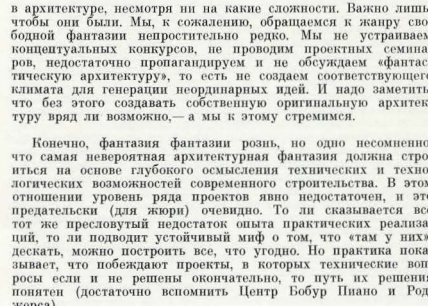 в архитектуре, несмотря ни на какие сложности. Важно лишь
чтобы они были. Мы, к сожалению, обращаемся к жанру сво
бодной фантазии непростительно редко. Мы не устраиваем
концептуальных конкурсов, не проводим проектных семина
ров, недостаточно пропагандируем и не обсуждаем «фантас
тическую архитектуру», то есть не создаем соответствующего
климата для генерации неординарных идей. И надо заметить
что без этого создавать собственную оригинальную архитек
туру вряд ли возможно,— а мы к этому стремимся.
Конечно, фантазия фантазии рознь, но одно несомненно
что самая невероятная архитектурная фантазия должна стро
иться на основе глубокого осмысления технических и техно
логических возможностей современного строительства. В этом
отношении уровень ряда проектов явно недостаточен, и эт
предательски (для жюри) очевидно. То ли сказывается вс
тот же пресловутый недостаток опыта практических реализа
ций, то ли подводит устойчивый миф о том, что «там у них»
дескать, можно построить все, что угодно. Но практика пока
зывает, что побеждают проекты, в которых технические воп
росы если и не решены окончательно, то путь их решения
понятен (достаточно вспомнить Центр Бобур Пиано и Род
жерса).